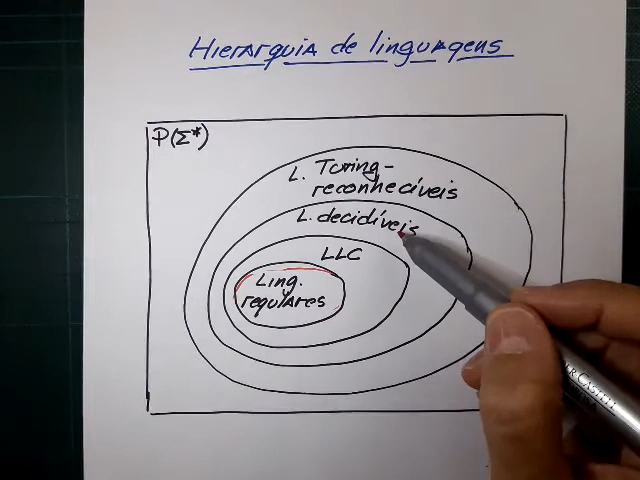 Hierarquia de linguagens
P(Σ*)
L. Turing-
reconhecíveis
L. decidíveis
LLC
Ling.
regulares